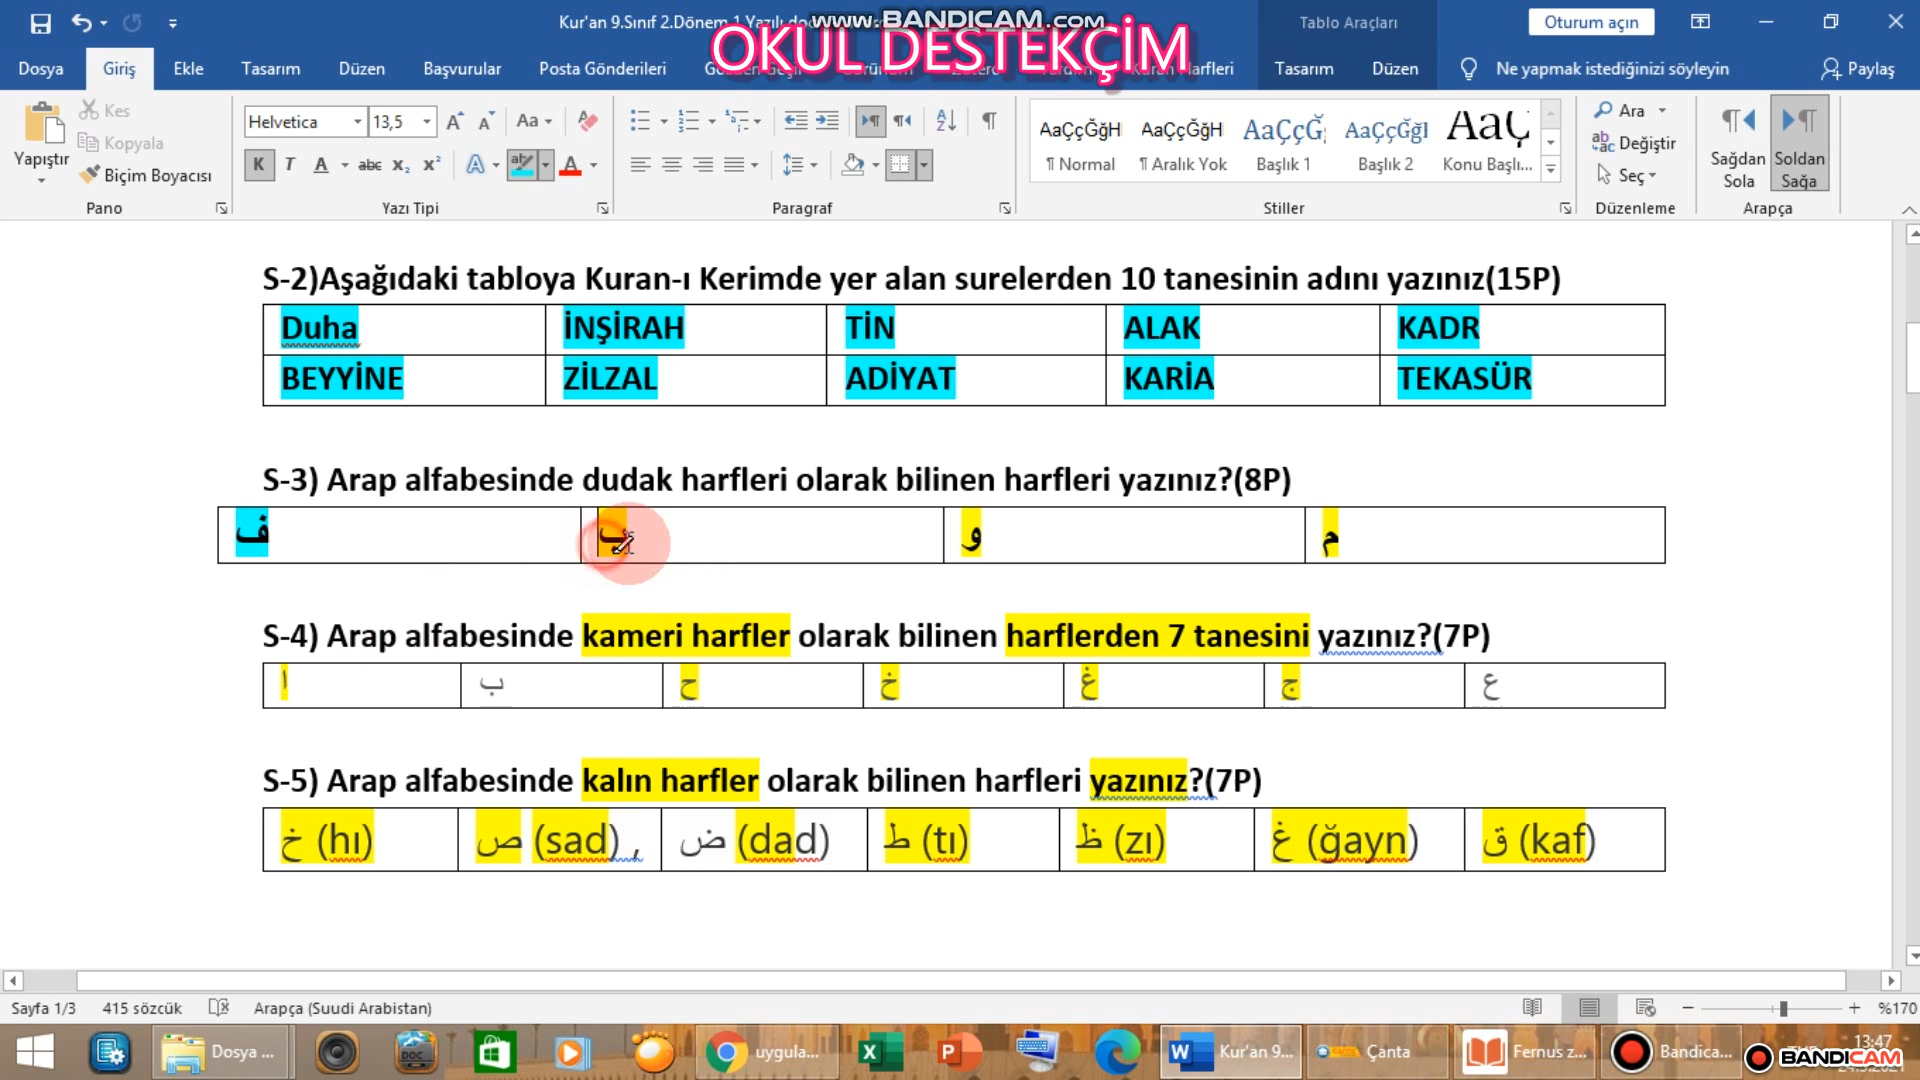 Kur'an 9.Sınıf 2.Dönem 1.Yazılı
www.BANDICAM.com
Tablo Araçları
Oturum açın
OKUL DESTEKÇİM
Dosya Giriş Ekle Tasarım Düzen Başvurular Posta Gönderileri Tasarım Düzen Ne yapmak istediğinizi söyleyin Paylaş
Yapıştır
Kes
Kopyala
Biçim Boyacısı
Pano
Helvetica 13,5
Yazı Tipi
Paragraf
AaÇçĞğH AaÇçĞğH AaÇçĞ AaÇçĞğI AaÇ
¶ Normal ¶ Aralık Yok Başlık 1 Başlık 2 Konu Başlı...
Stiller
Ara
Değiştir
Seç
Düzenleme
Sağdan Sola
Soldan Sağa
Arapça
S-2)Aşağıdaki tabloya Kuran-ı Kerimde yer alan surelerden 10 tanesinin adını yazınız(15P)
Duha İNŞİRAH TİN ALAK KADR
BEYYİNE ZİLZAL ADİYAT KARİA TEKASÜR
S-3) Arap alfabesinde dudak harfleri olarak bilinen harfleri yazınız?(8P)
ف ب و م
S-4) Arap alfabesinde kameri harfler olarak bilinen harflerden 7 tanesini yazınız?(7P)
ا ب ح خ غ ج ع
S-5) Arap alfabesinde kalın harfler olarak bilinen harfleri yazınız?(7P)
خ (hı) ص (sad) , ض (dad) ط (tı) ظ (zı) غ (ğayn) ق (kaf)
Sayfa 1/3 415 sözcük Arapça (Suudi Arabistan) %170
Dosya ... uygula... Kur'an 9... Çanta Fernus z... Bandica...
13:47
BANDICAM